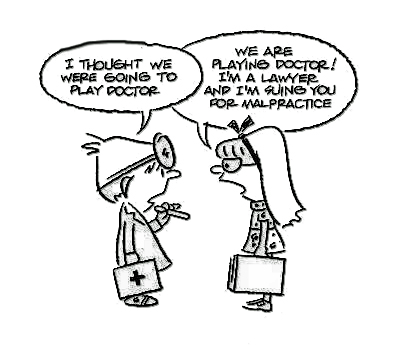 I THOUGHT WE
WERE GOING TO
PLAY DOCTOR
WE ARE
PLAYING DOCTOR!
I'M A LAWYER
AND I'M SUING YOU
FOR MALPRACTICE